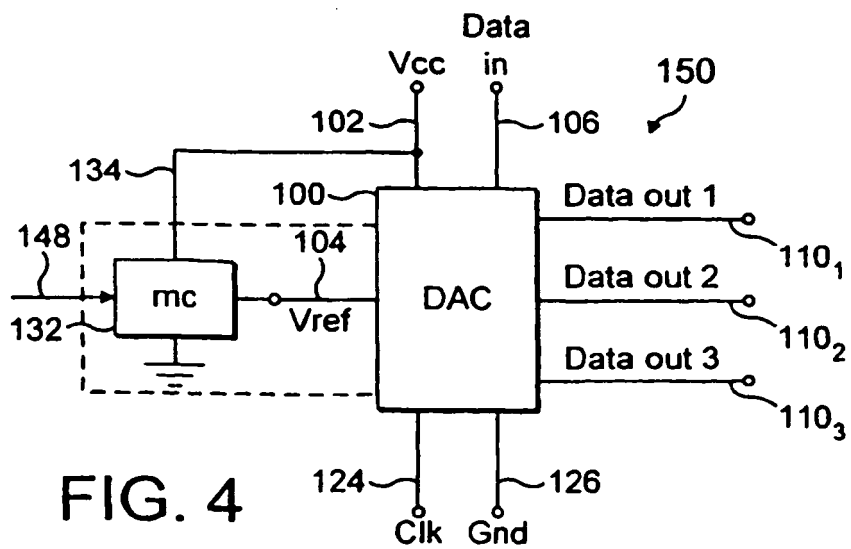 Data
Vcc in
150
102 106
134
100
Data out 1
148
104
110₁
mc
DAC
Data out 2
132
Vref
110₂
Data out 3
110₃
124 126
FIG. 4
Clk Gnd